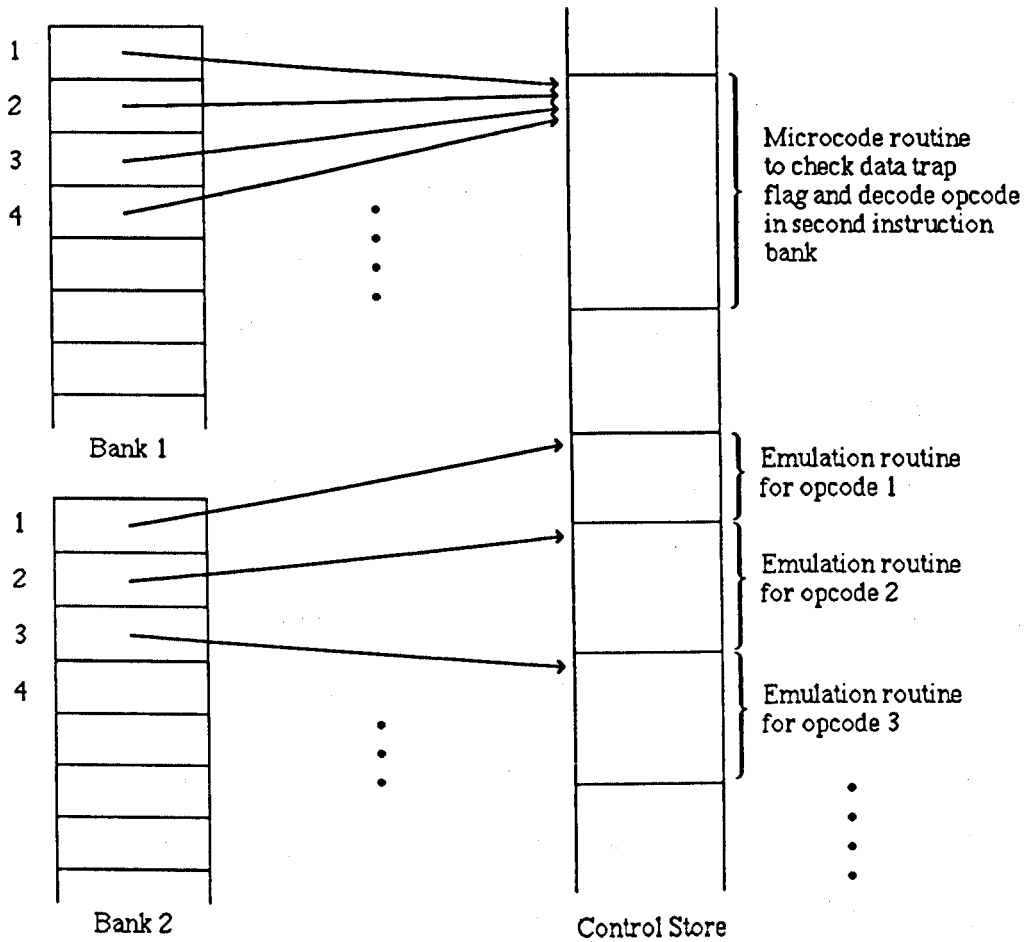 1
2
3
4
Bank 1
1
2
3
4
Bank 2
Microcode routine
to check data trap
flag and decode opcode
in second instruction
bank
Emulation routine
for opcode 1
Emulation routine
for opcode 2
Emulation routine
for opcode 3
Control Store